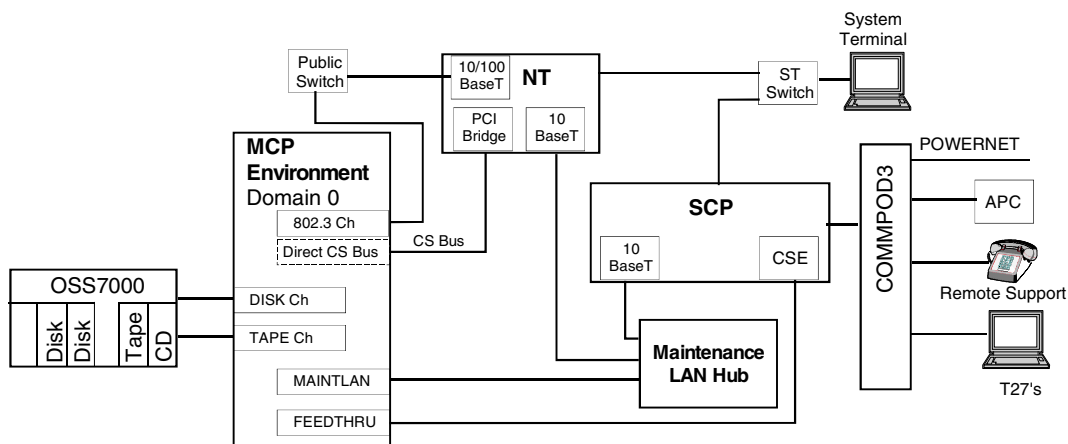 System
Terminal
Public
Switch
10/100
BaseT
NT
ST
Switch
PCI
Bridge
10
BaseT
MCP
Environment
Domain 0
802.3 Ch
Direct CS Bus
CS Bus
SCP
10
BaseT
CSE
COMMPOD3
POWERNET
APC
Remote Support
T27's
OSS7000
Disk
Disk
Tape
CD
DISK Ch
TAPE Ch
MAINTLAN
FEEDTHRU
Maintenance
LAN Hub